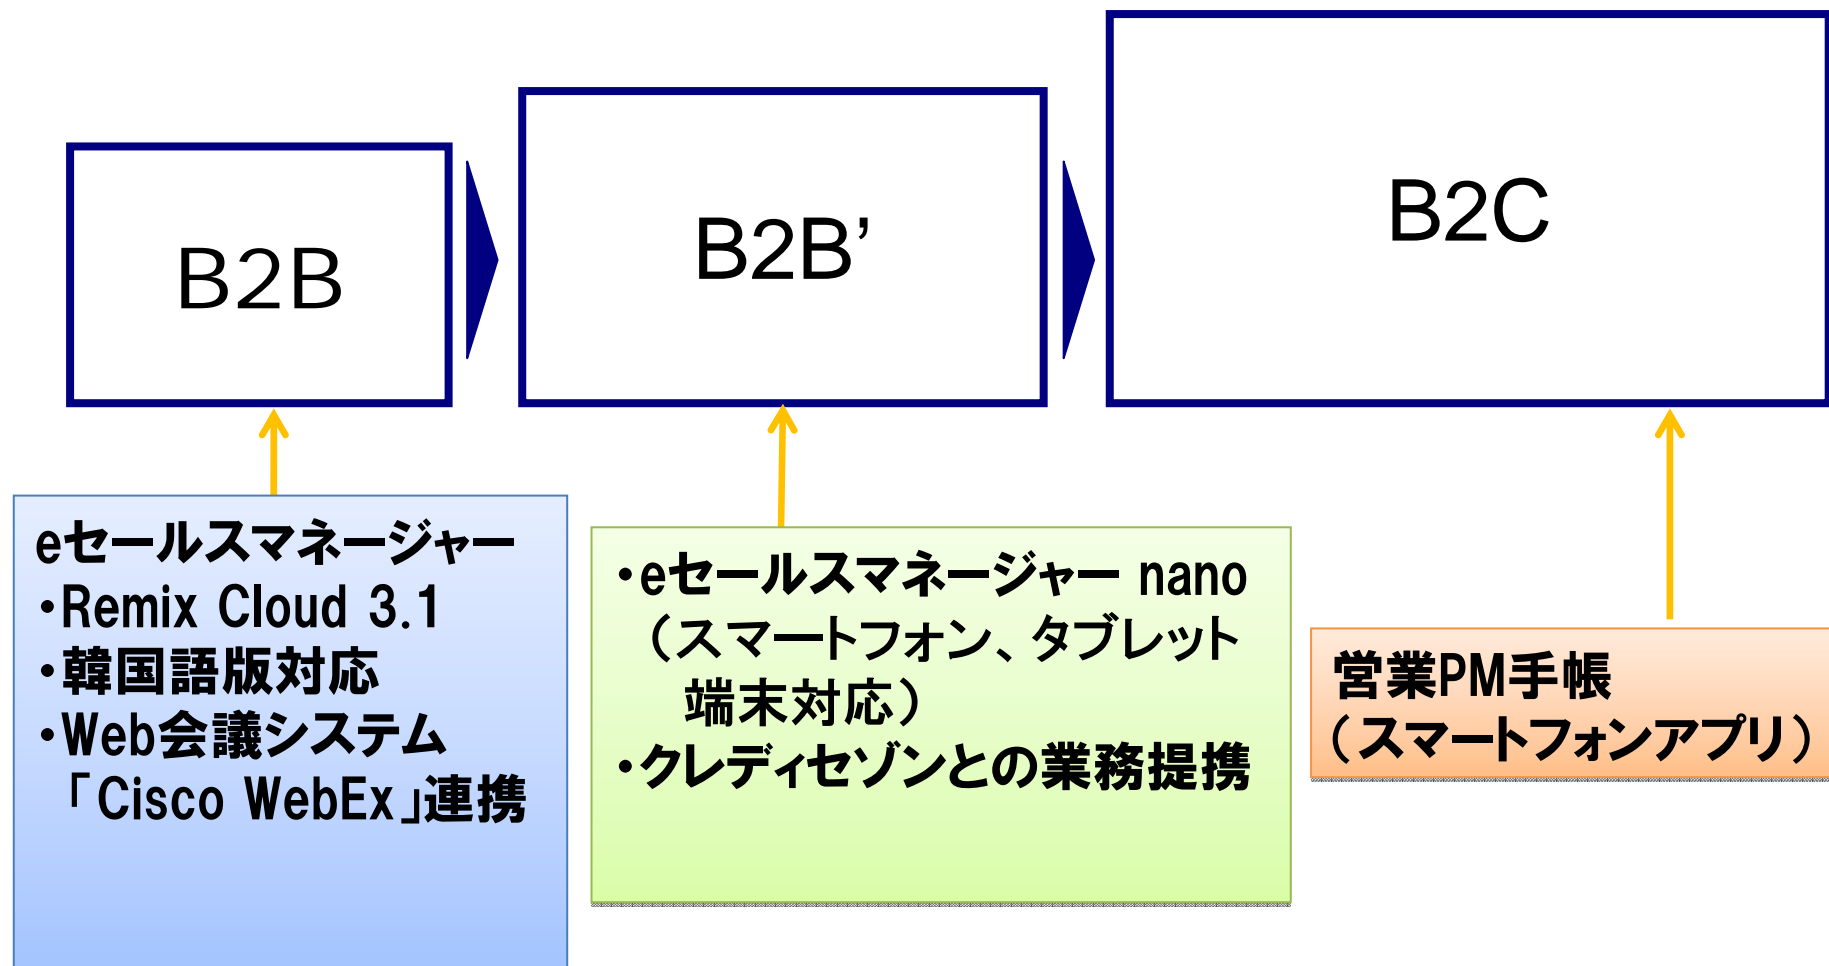 B2B
B2B’
B2C
eセールスマネージャー
・Remix Cloud 3.1
・韓国語版対応
・Web会議システム
「Cisco WebEx」連携
・eセールスマネージャー nano
（スマートフォン、タブレット
端末対応）
・クレディセゾンとの業務提携
営業PM手帳
（スマートフォンアプリ）